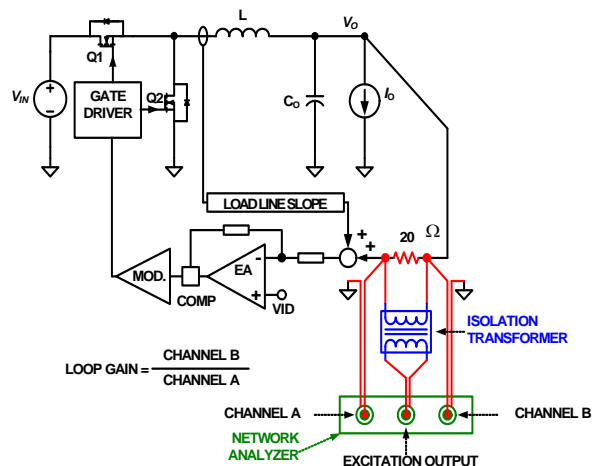 L
V_O
Q1
Q2
V_IN
GATE
DRIVER
C_O
I_O
LOAD LINE SLOPE
+
+
20 Ω
MOD.
COMP
EA
-
+
VID
ISOLATION
TRANSFORMER
LOOP GAIN = CHANNEL B
CHANNEL A
CHANNEL A
CHANNEL B
NETWORK
ANALYZER
EXCITATION OUTPUT